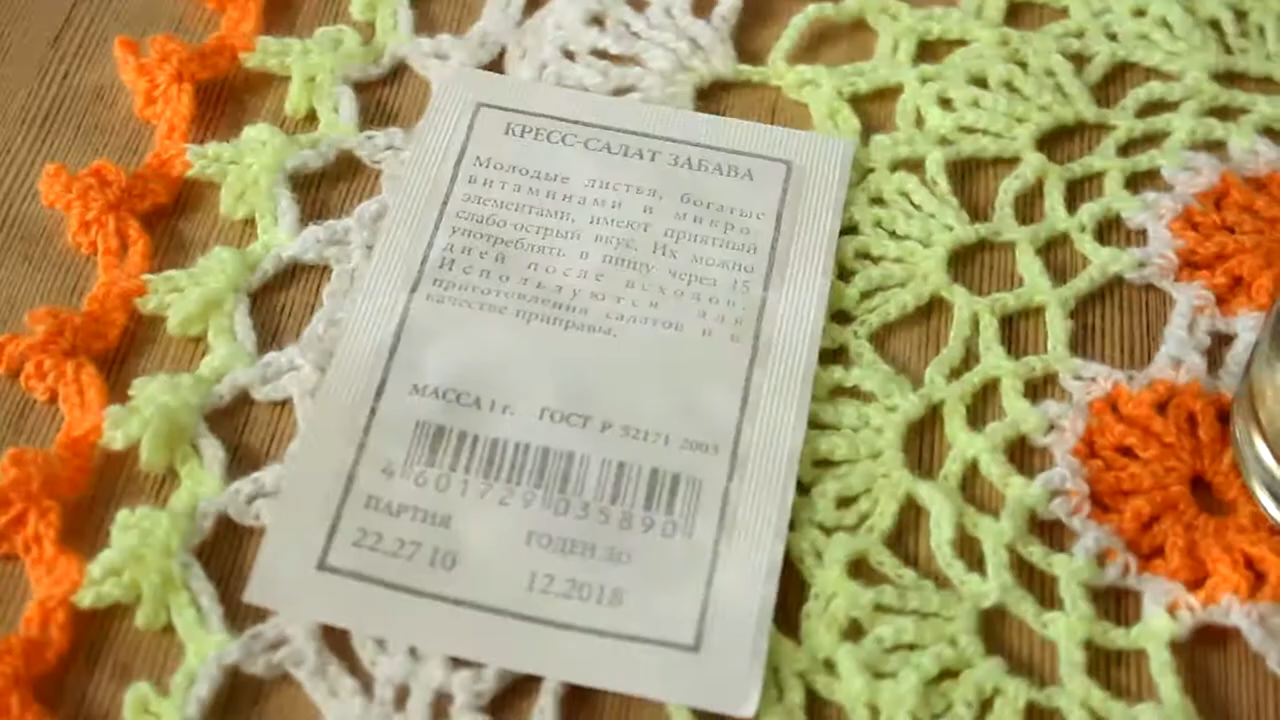 КРЕСС-САЛАТ ЗАБАВА
Молодые листья, богатые
витаминами и микро-
элементами, имеют приятный
слабо-острый вкус. Их можно
употреблять в пищу через 15
дней после всходов.
Используются для
приготовления салатов и в
качестве приправы.
МАССА 1 г. ГОСТ Р 52171 2003
4 601729 035890
ПАРТИЯ
22.27 10
ГОДЕН ДО
12.2018